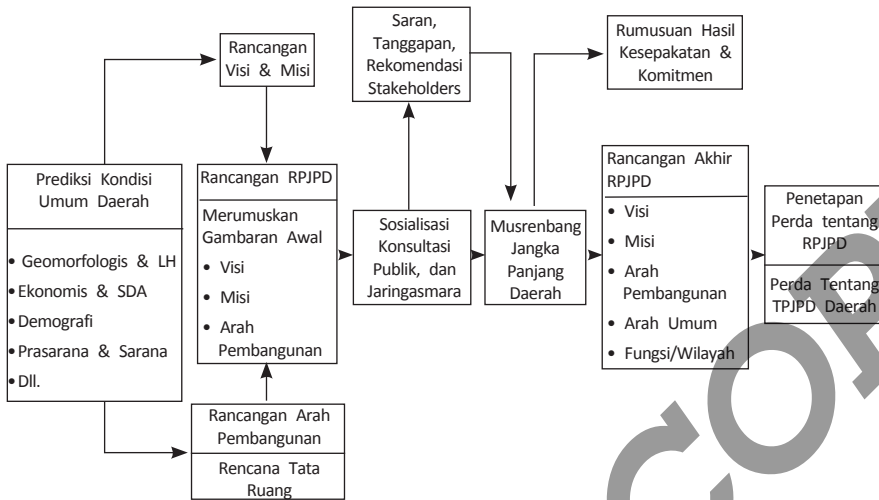 Rancangan
Visi & Misi
Saran,
Tanggapan,
Rekomendasi
Stakeholders
Rumusuan Hasil
Kesepakatan &
Komitmen
Prediksi Kondisi
Umum Daerah
• Geomorfologis & LH
• Ekonomis & SDA
• Demografi
• Prasarana & Sarana
• Dll.
Rancangan RPJPD
Merumuskan
Gambaran Awal
• Visi
• Misi
• Arah
Pembangunan
Rancangan Arah
Pembangunan
Rencana Tata
Ruang
Sosialisasi
Konsultasi
Publik, dan
Jaringasmara
Musrenbang
Jangka
Panjang
Daerah
Rancangan Akhir
RPJPD
• Visi
• Misi
• Arah
Pembangunan
• Arah Umum
• Fungsi/Wilayah
Penetapan
Perda tentang
RPJPD
Perda Tentang
TPJPD Daerah